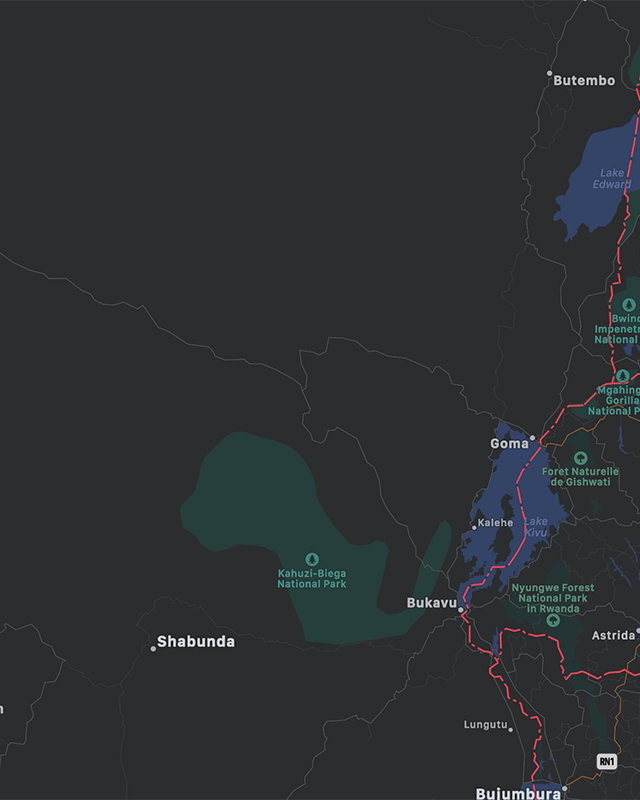 Butembo
Lake
Edward
Bwind
Impenetr
National
Mgahing
Gorilla
National P
Goma
Foret Naturelle
de Gishwati
Kalehe
Lake
Kivu
Kahuzi-Biega
National Park
Nyungwe Forest
National Park
in Rwanda
Bukavu
Shabunda
Astrida
Lungutu
RN1
Bujumbura